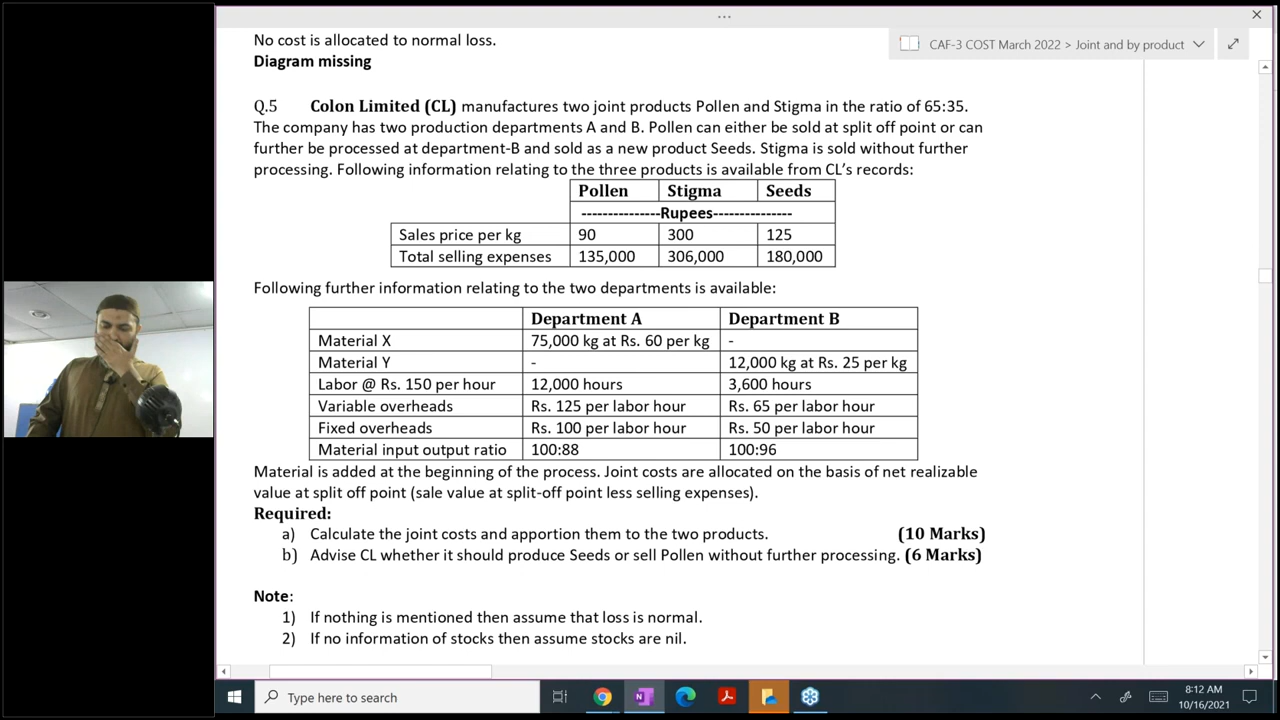 No cost is allocated to normal loss.
CAF-3 COST March 2022 > Joint and by product
Diagram missing
Q.5 Colon Limited (CL) manufactures two joint products Pollen and Stigma in the ratio of 65:35.
The company has two production departments A and B. Pollen can either be sold at split off point or can
further be processed at department-B and sold as a new product Seeds. Stigma is sold without further
processing. Following information relating to the three products is available from CL's records:
Pollen Stigma Seeds
---------------Rupees---------------
Sales price per kg 90 300 125
Total selling expenses 135,000 306,000 180,000
Following further information relating to the two departments is available:
Department A Department B
Material X 75,000 kg at Rs. 60 per kg -
Material Y - 12,000 kg at Rs. 25 per kg
Labor @ Rs. 150 per hour 12,000 hours 3,600 hours
Variable overheads Rs. 125 per labor hour Rs. 65 per labor hour
Fixed overheads Rs. 100 per labor hour Rs. 50 per labor hour
Material input output ratio 100:88 100:96
Material is added at the beginning of the process. Joint costs are allocated on the basis of net realizable
value at split off point (sale value at split-off point less selling expenses).
Required:
a) Calculate the joint costs and apportion them to the two products. (10 Marks)
b) Advise CL whether it should produce Seeds or sell Pollen without further processing. (6 Marks)
Note:
1) If nothing is mentioned then assume that loss is normal.
2) If no information of stocks then assume stocks are nil.
Type here to search
8:12 AM
10/16/2021